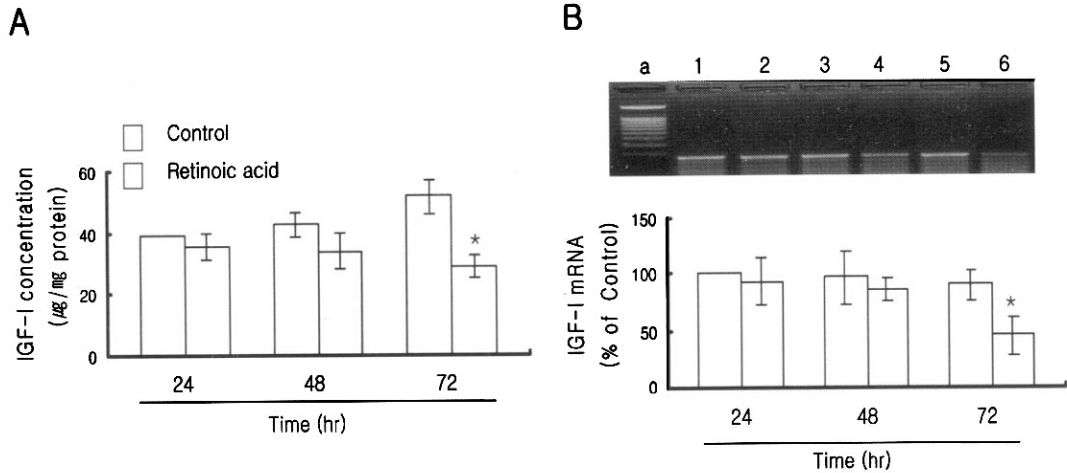 A
Control
Retinoic acid
IGF-I concentration
(㎍/㎎ protein)
60
40
20
0
24 48 72
Time (hr)
B
a 1 2 3 4 5 6
IGF-I mRNA
(% of Control)
150
100
50
0
*
*
24 48 72
Time (hr)